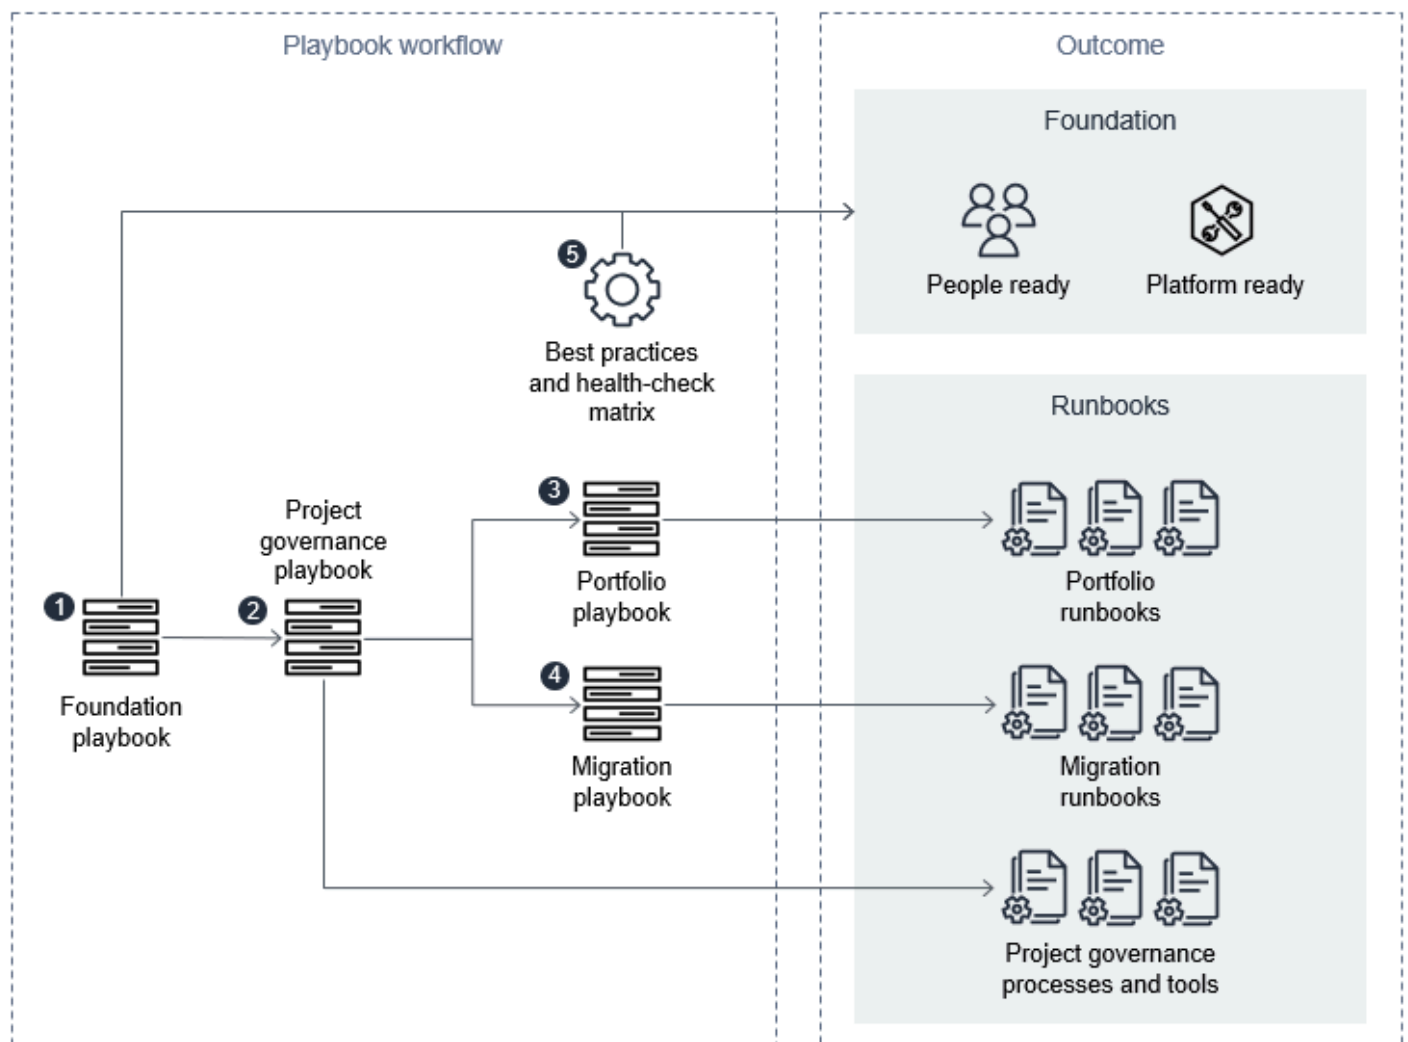 Playbook workflow
5
Best practices
and health-check
matrix
Project
governance
playbook
1
Foundation
playbook
2
3
Portfolio
playbook
4
Migration
playbook
Outcome
Foundation
People ready
Platform ready
Runbooks
Portfolio
runbooks
Migration
runbooks
Project governance
processes and tools